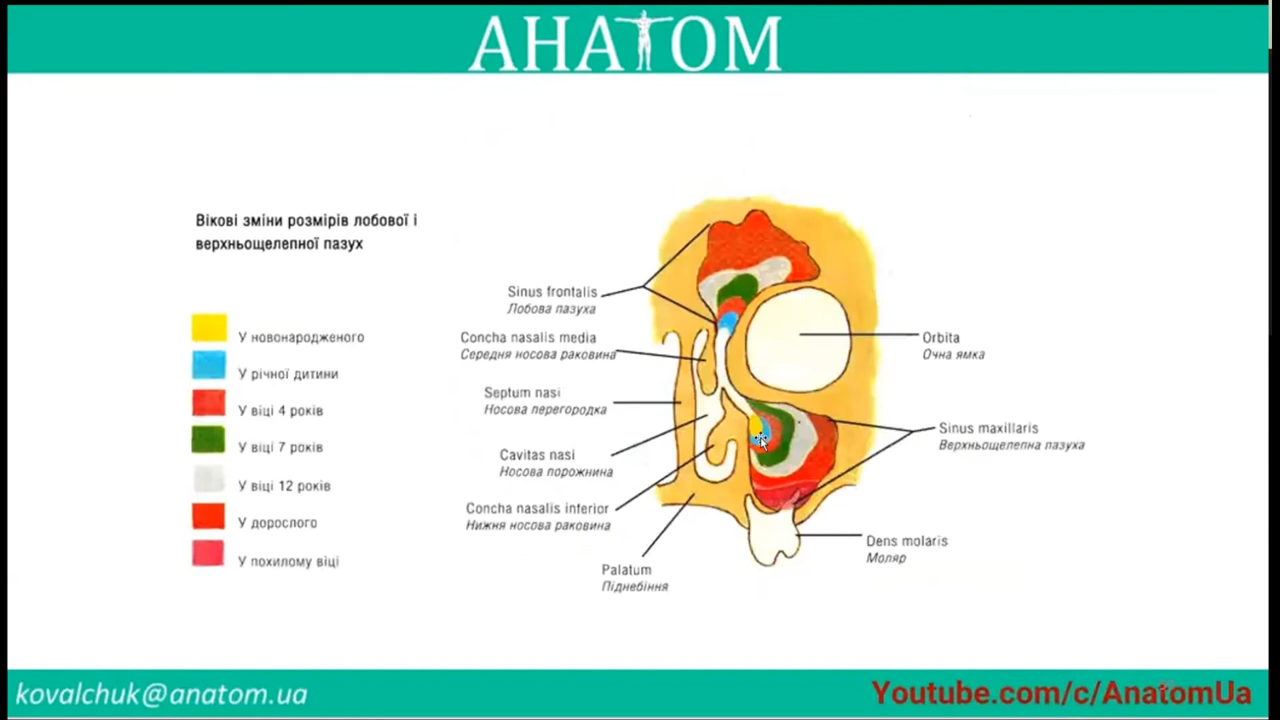 АНАТОМ
Вікові зміни розмірів лобової і
верхньощелепної пазух
У новонародженого
У річної дитини
У віці 4 років
У віці 7 років
У віці 12 років
У дорослого
У похилому віці
Sinus frontalis
Лобова пазуха
Concha nasalis media
Середня носова раковина
Septum nasi
Носова перегородка
Cavitas nasi
Носова порожнина
Concha nasalis inferior
Нижня носова раковина
Palatum
Піднебіння
Orbita
Очна ямка
Sinus maxillaris
Верхньощелепна пазуха
Dens molaris
Моляр
kovalchuk@anatom.ua
Youtube.com/c/AnatomUa